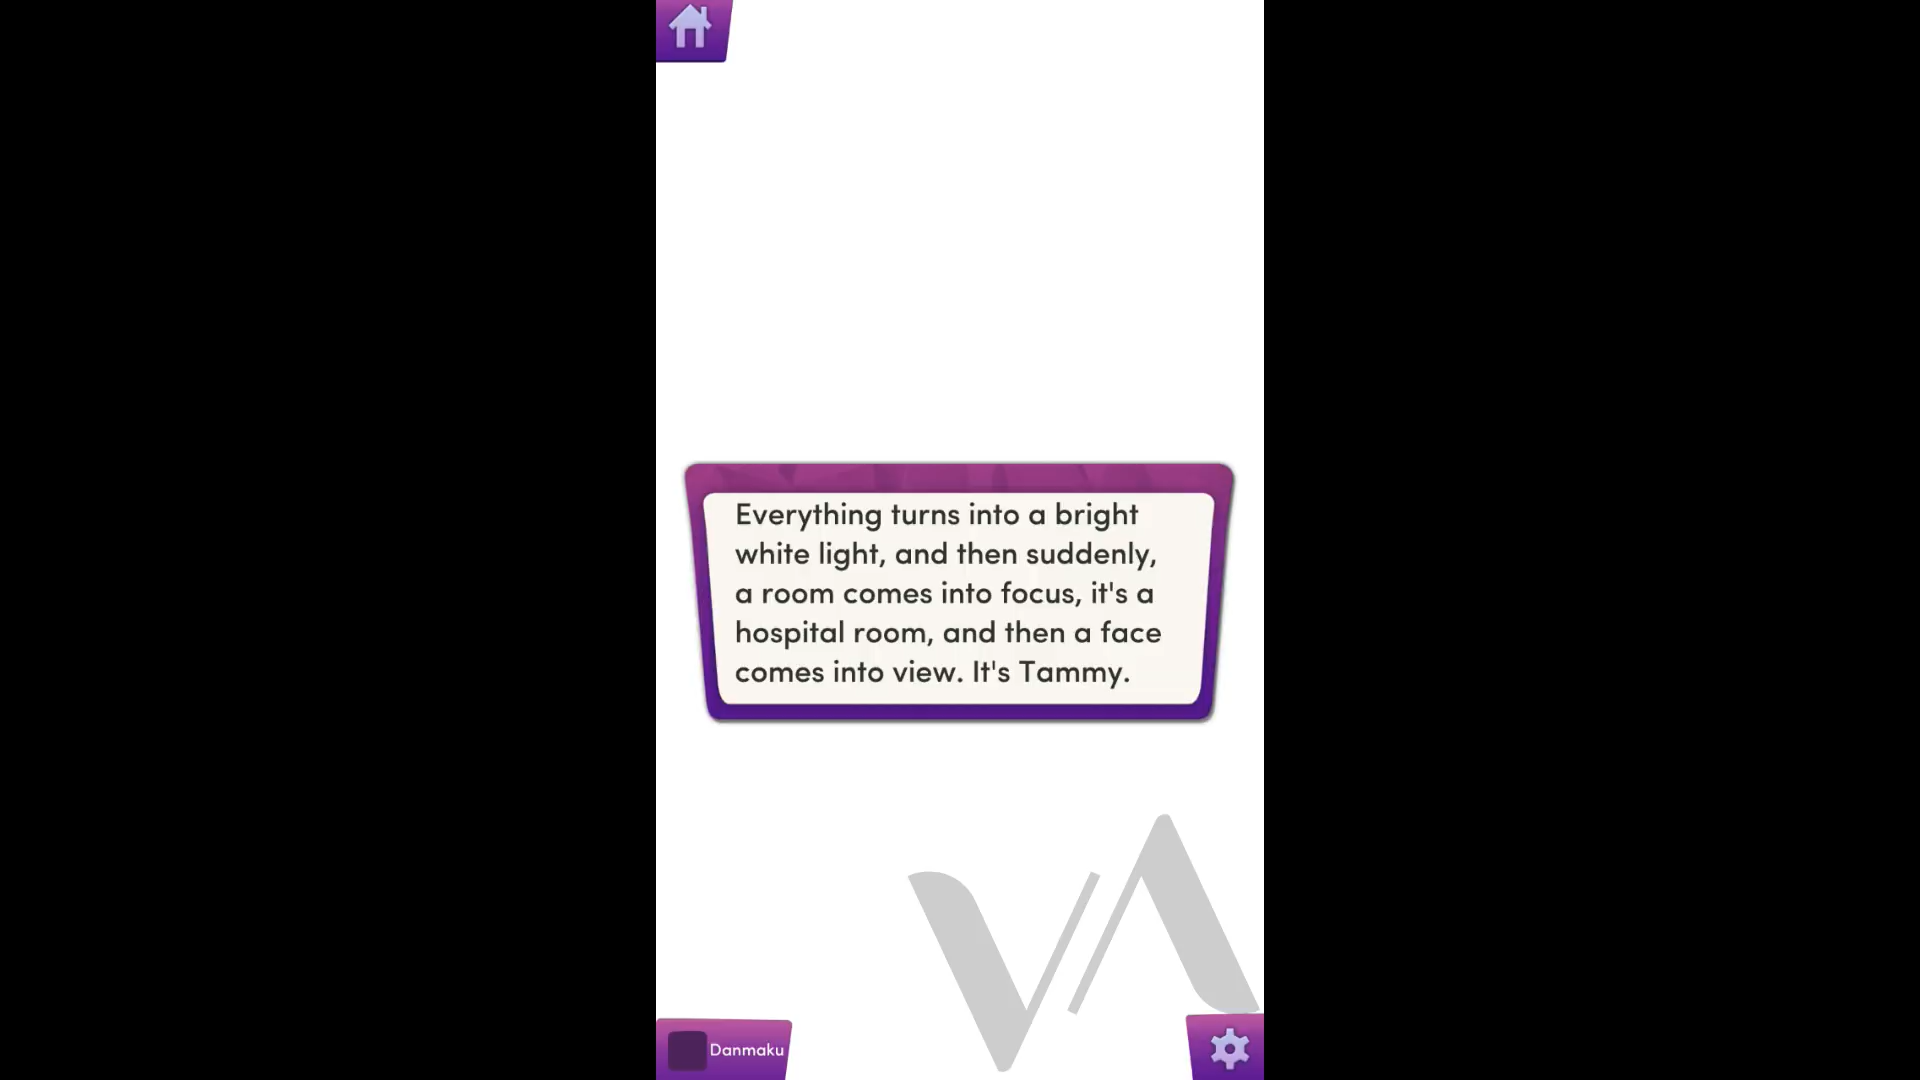 Everything turns into a bright
white light, and then suddenly,
a room comes into focus, it's a
hospital room, and then a face
comes into view. It's Tammy.
VA
Danmaku